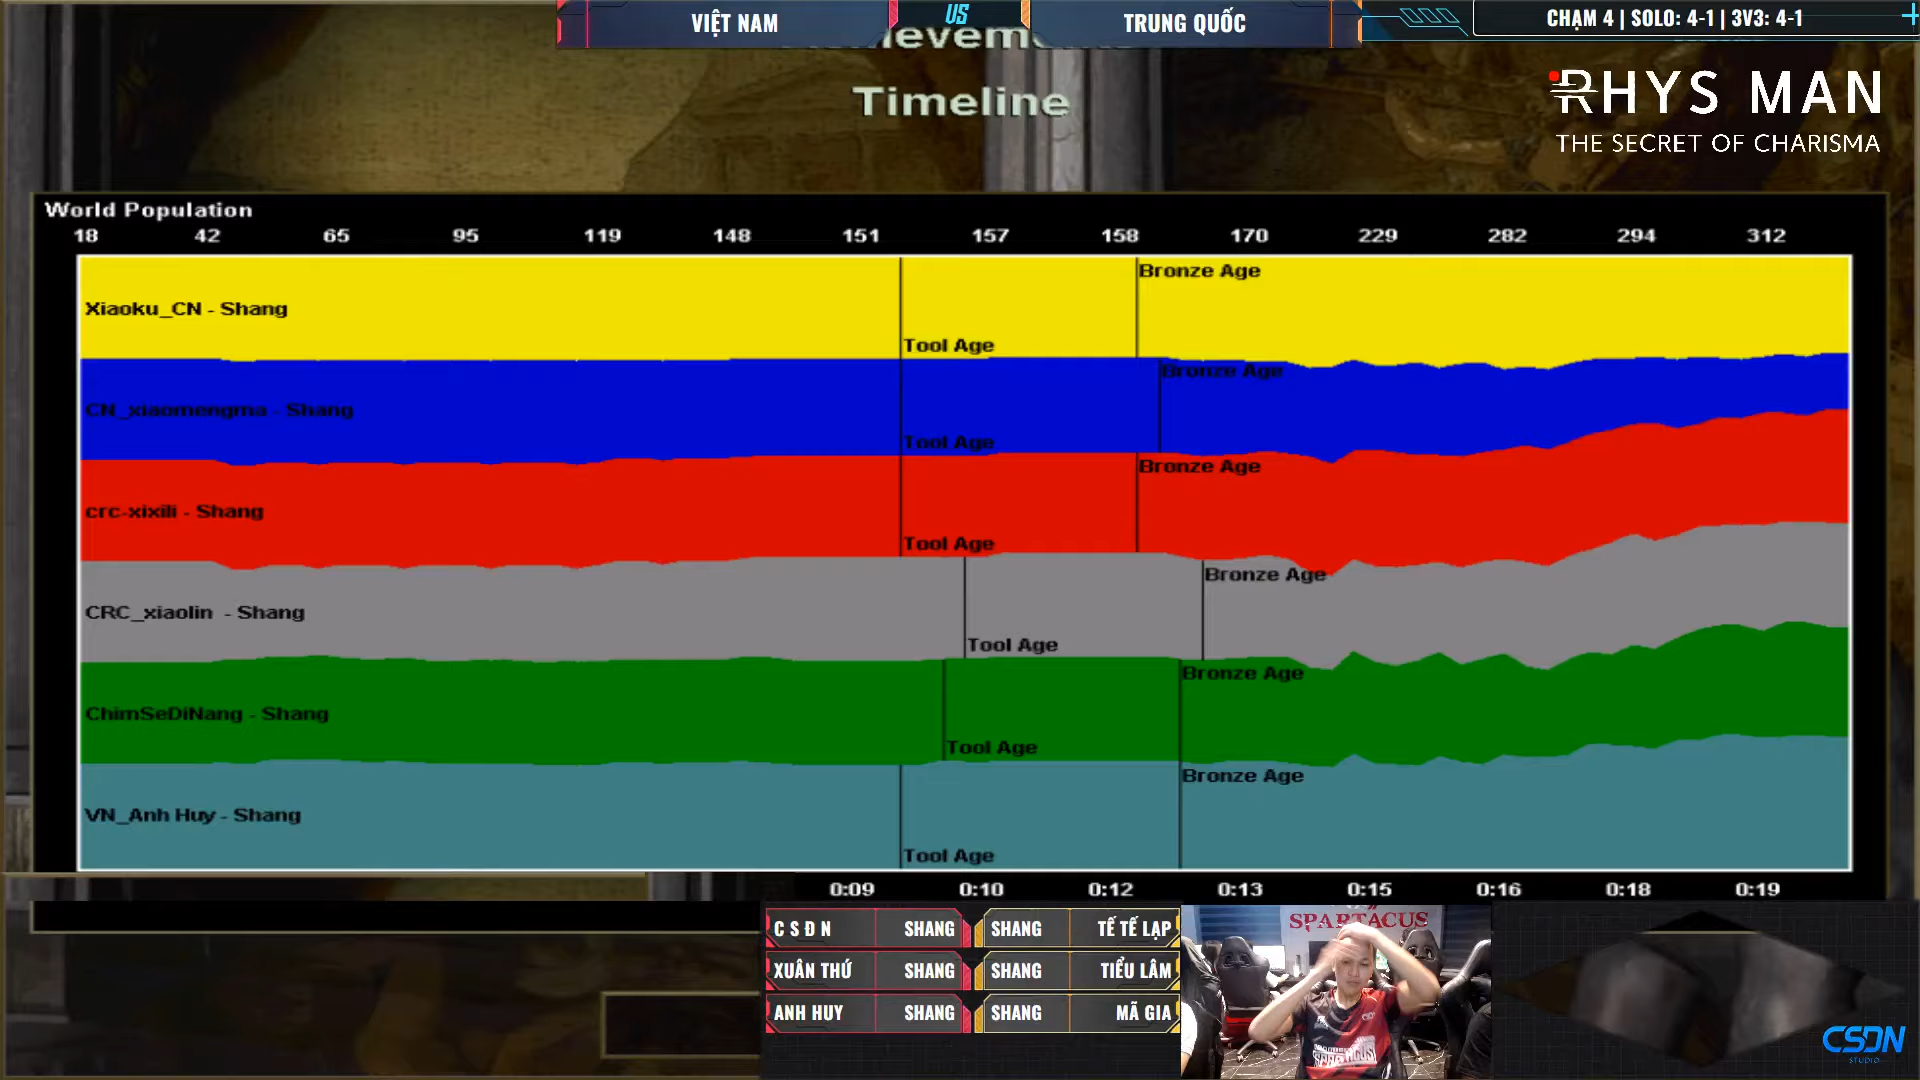 VIỆT NAM
US
TRUNG QUỐC
CHẠM 4 | SOLO: 4-1 | 3V3: 4-1
Timeline
RHYS MAN
THE SECRET OF CHARISMA
World Population
18 42 65 95 119 148 151 157 158 170 229 282 294 312
Bronze Age
Xiaoku_CN - Shang
Tool Age
Bronze Age
CN_xiaomengma - Shang
Tool Age
Bronze Age
crc-xixili - Shang
Tool Age
Bronze Age
CRC_xiaolin - Shang
Tool Age
Bronze Age
ChimSeDiNang - Shang
Tool Age
Bronze Age
VN_Anh Huy - Shang
Tool Age
0:09 0:10 0:12 0:13 0:15 0:16 0:18 0:19
C S Đ N SHANG SHANG TỂ TỂ LẠP
XUÂN THỨ SHANG SHANG TIỂU LÂM
ANH HUY SHANG SHANG MÃ GIA
SPARTACUS
CSDN
STUDIO